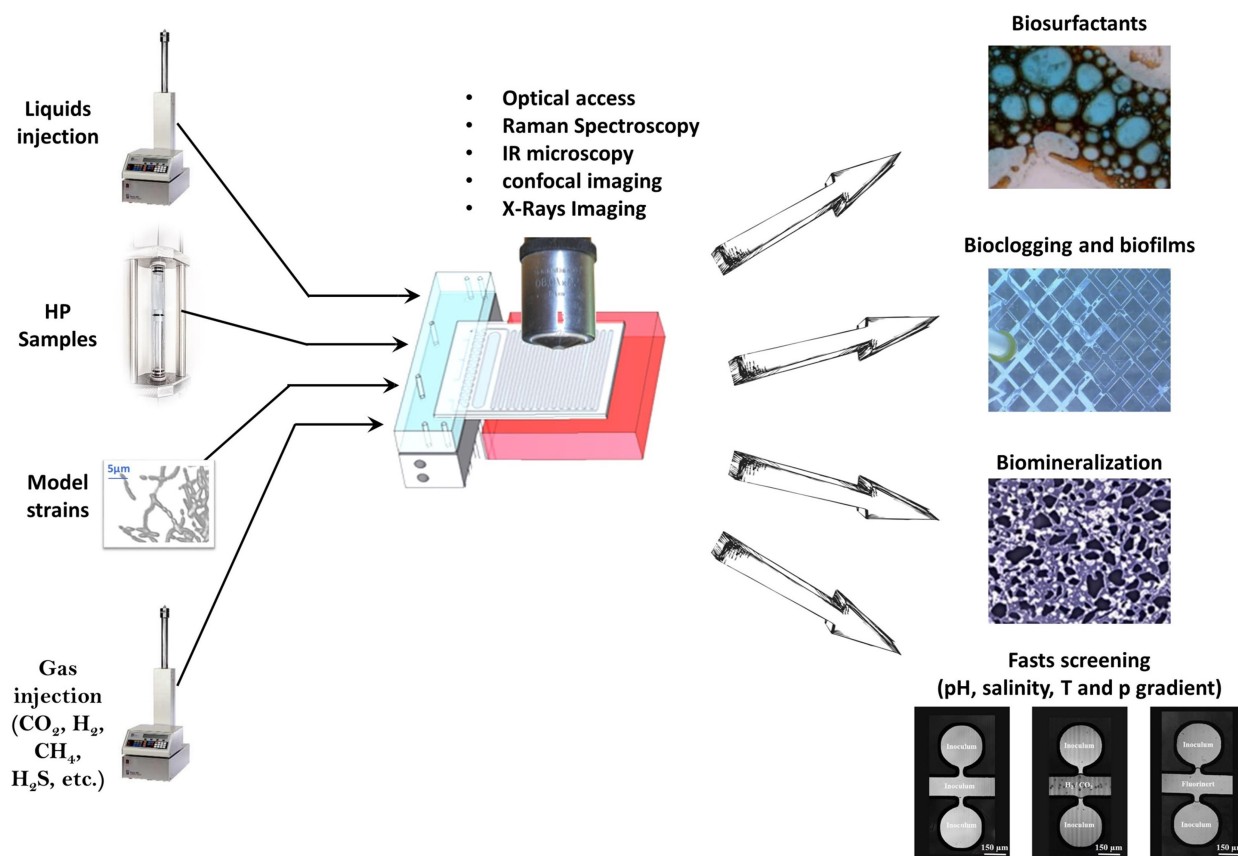 Liquids
injection
HP
Samples
Model
strains
5μm
Gas
injection
(CO₂, H₂,
CH₄,
H₂S, etc.)
• Optical access
• Raman Spectroscopy
• IR microscopy
• confocal imaging
• X-Rays Imaging
Biosurfactants
Bioclogging and biofilms
Biomineralization
Fasts screening
(pH, salinity, T and p gradient)
Inoculum
Inoculum
Inoculum
150 μm
Inoculum
H₂ CO₂
Inoculum
150 μm
Inoculum
Fluorinert
Inoculum
150 μm